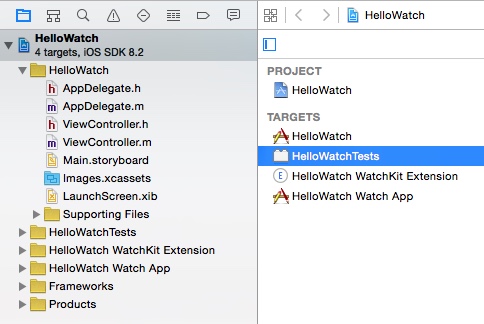 HelloWatch
4 targets, iOS SDK 8.2
HelloWatch
h AppDelegate.h
m AppDelegate.m
h ViewController.h
m ViewController.m
Main.storyboard
Images.xcassets
LaunchScreen.xib
Supporting Files
HelloWatchTests
HelloWatch WatchKit Extension
HelloWatch Watch App
Frameworks
Products
HelloWatch
PROJECT
HelloWatch
TARGETS
HelloWatch
HelloWatchTests
E HelloWatch WatchKit Extension
HelloWatch Watch App